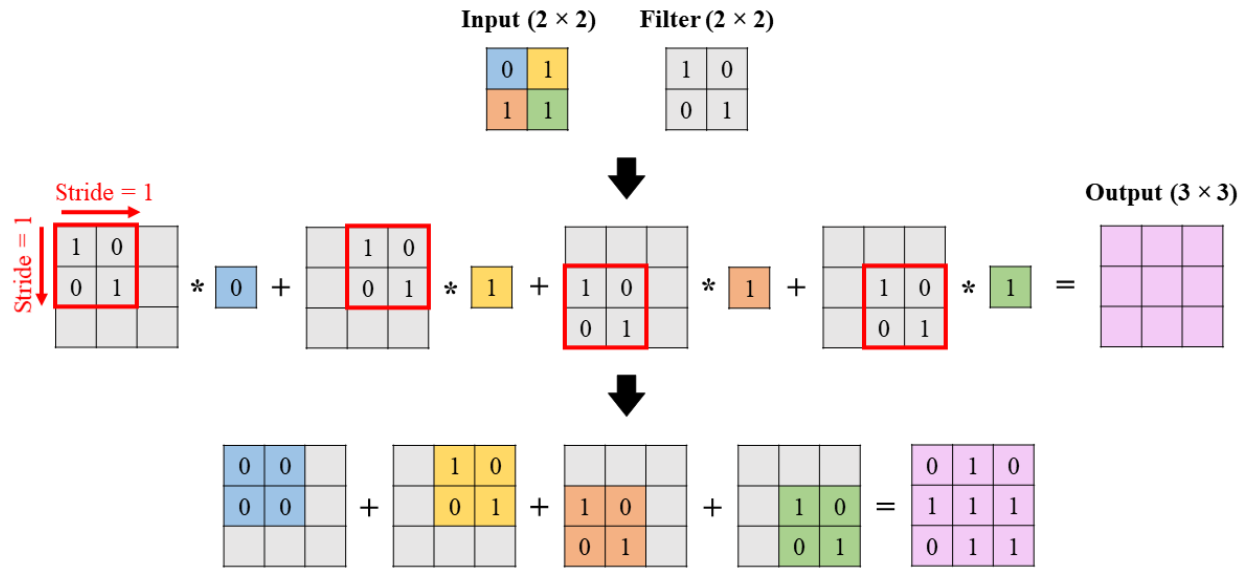 Input (2 × 2) Filter (2 × 2)
0 1 1 0
1 1 0 1
Stride = 1 Output (3 × 3)
Stride = 1
1 0 1 0
0 1 * 0 + 0 1 * 1 + 1 0 * 1 + 1 0 * 1 =
0 1 0 1
0 0 1 0 0 1 0
0 0 + 0 1 + 1 0 + 1 0 = 1 1 1
0 1 0 1 0 1 1